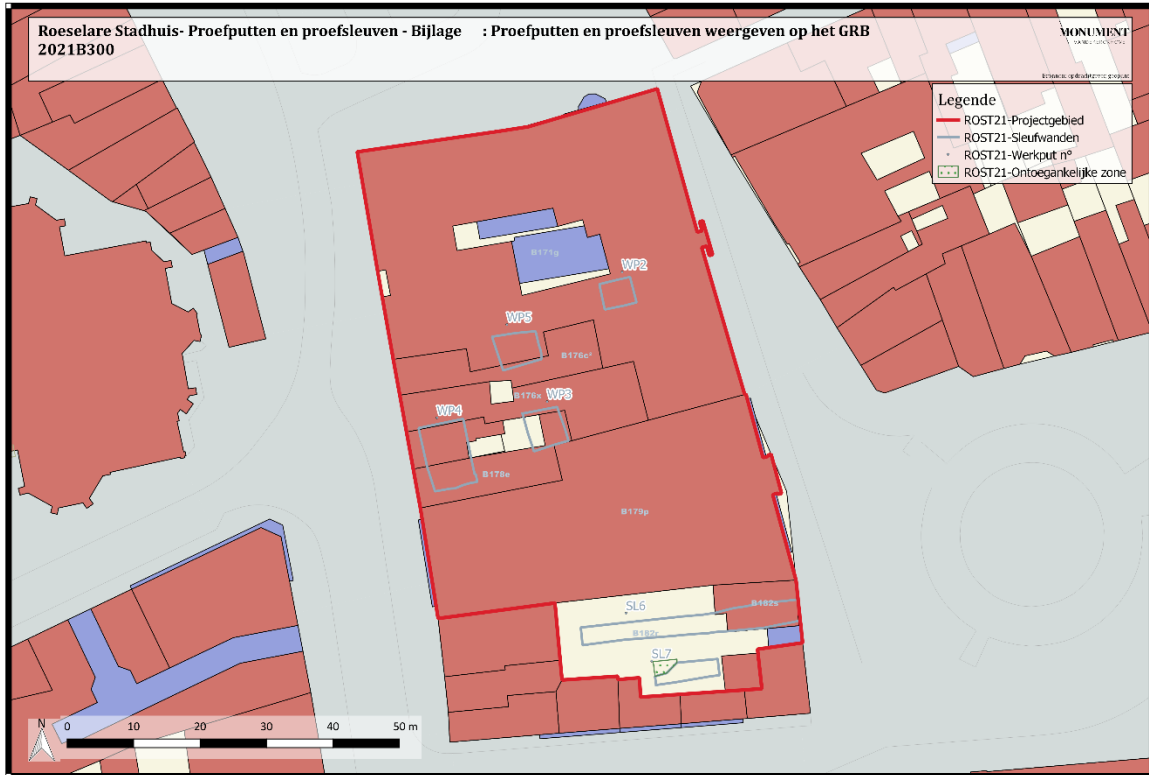 Roeselare Stadhuis- Proefputten en proefsleuven - Bijlage : Proefputten en proefsleuven weergeven op het GRB
2021B300
MONUMENT
Legende
ROST21-Projectgebied
ROST21-Sleufwanden
ROST21-Werkput n°
ROST21-Ontoegankelijke zone
B171g
WP2
WP5
B176c²
B176x
WP3
WP4
B178e
B179p
SL6
B182s
B182r
SL7
N
0 10 20 30 40 50 m